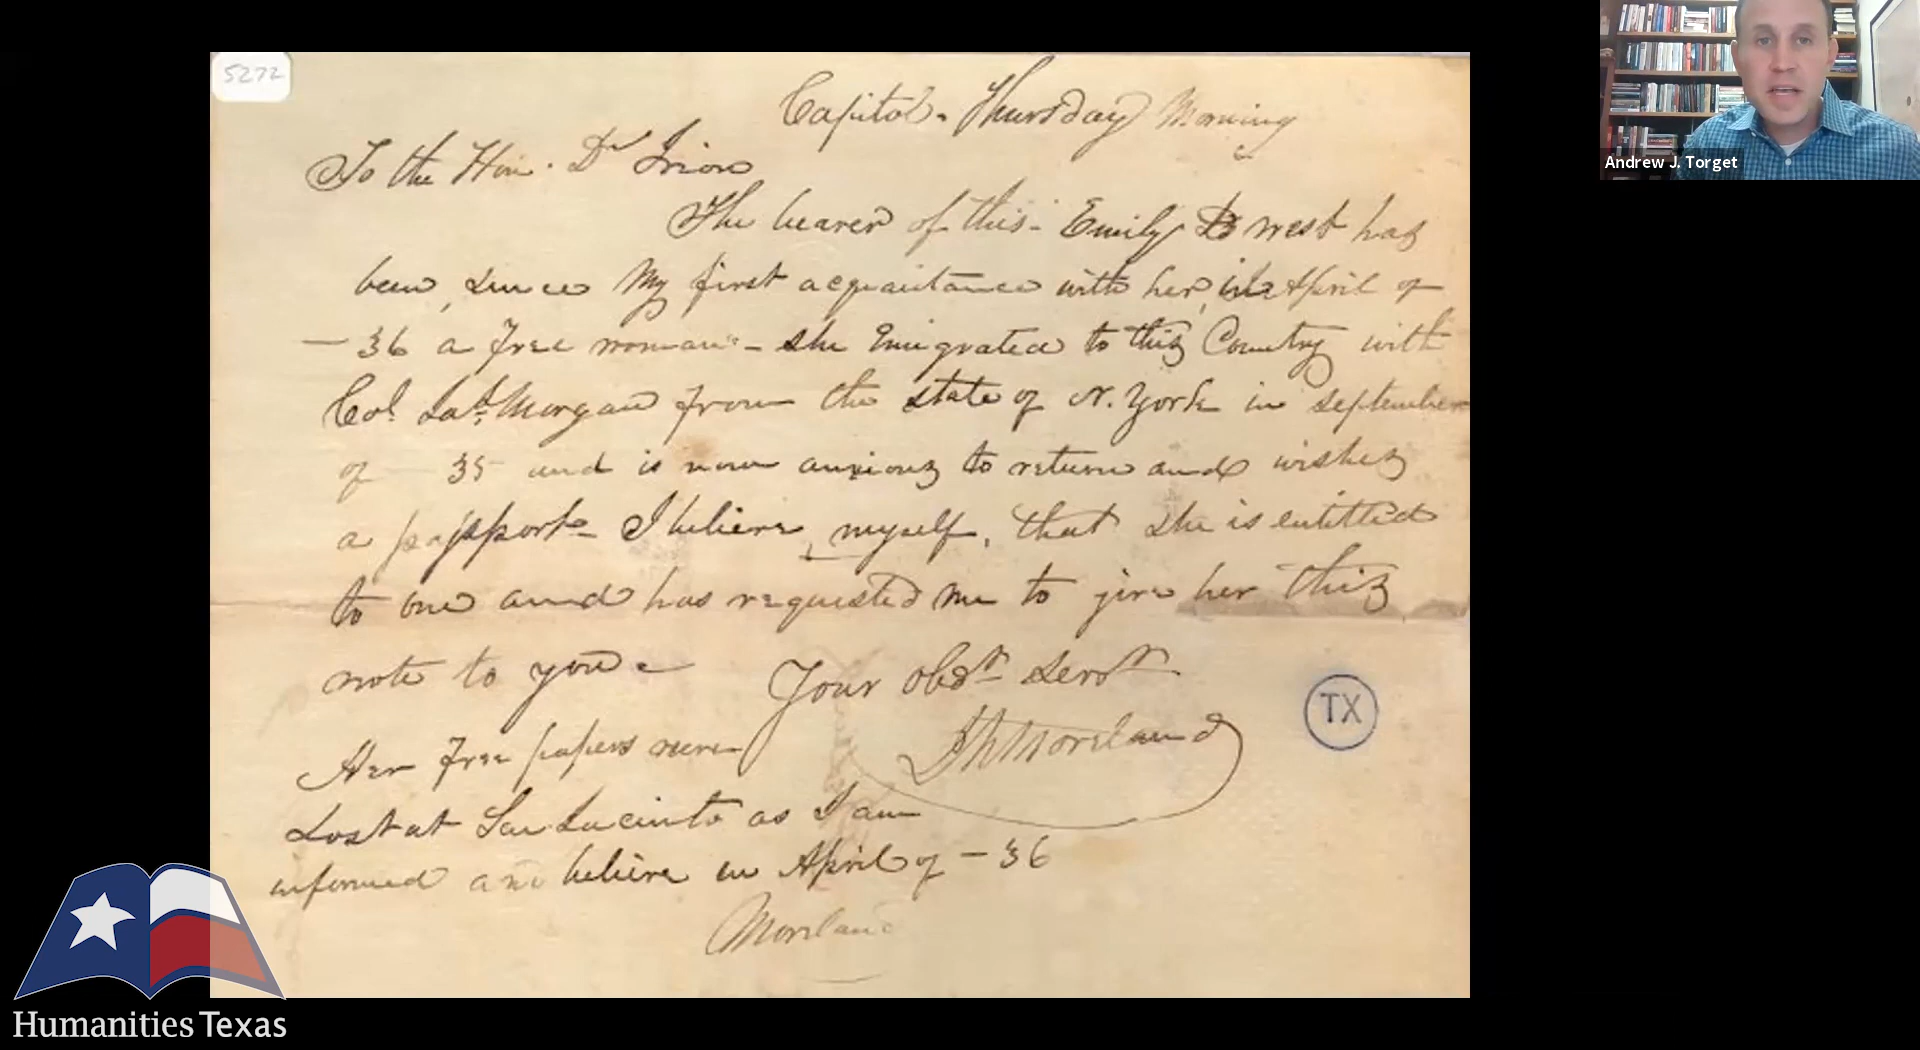 5272
Capitol. Thursday Morning
To the Hon. Dr Irion
The bearer of this - Emily D West has
been, since My first acquaintance with her, in April of
- 36 a free woman - she Emigrated to this Country with
Col. Jas. Morgan from the state of N. York in september
of 35 and is now anxious to return and wishes
a passport - I believe myself, that she is entitled
to one and has requested me to give her this
note to you -
Your obdt Servt
I N Moreland
Her free papers were
Lost at San Jacinto as I am
informed and believe in April of - 36
Moreland
TX
Andrew J. Torget
Humanities Texas